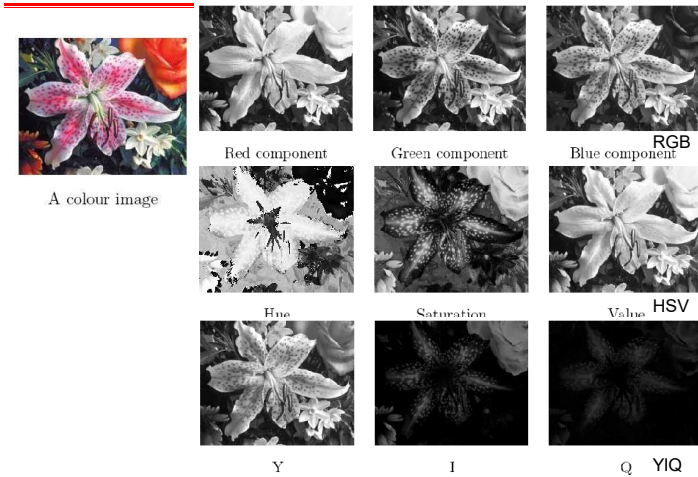 Red component Green component Blue component
RGB
A colour image
Hue Saturation Value
HSV
Y I Q
YIQ